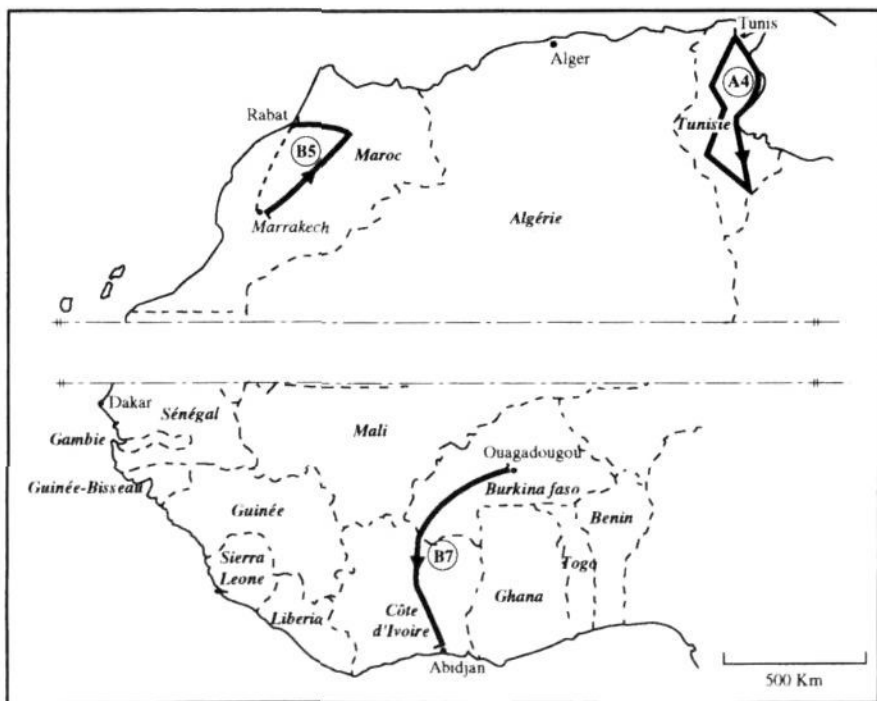 Tunis
Alger
A4
Rabat
Tunisie
B5
Maroc
Algérie
Marrakech
Dakar
Sénégal
Gambie
Mali
Ouagadougou
Guinée-Bisseau
Burkina faso
Guinée
Benin
B7
Sierra
Leone
Togo
Ghana
Liberia
Côte
d'Ivoire
Abidjan
500 Km